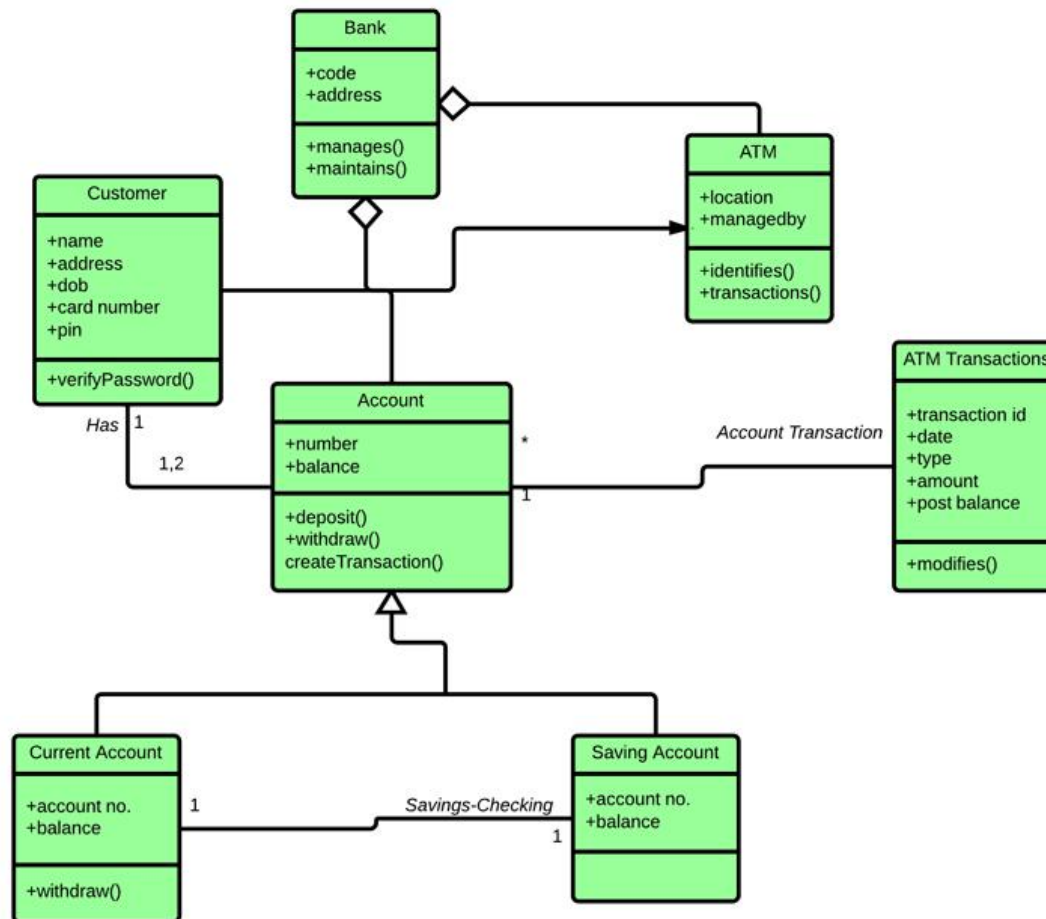 Bank
+code
+address
+manages()
+maintains()
ATM
+location
+managedby
+identifies()
+transactions()
Customer
+name
+address
+dob
+card number
+pin
+verifyPassword()
Has
1
1,2
Account
+number
+balance
+deposit()
+withdraw()
createTransaction()
*
1
Account Transaction
ATM Transactions
+transaction id
+date
+type
+amount
+post balance
+modifies()
Current Account
+account no.
+balance
+withdraw()
1
Savings-Checking
1
Saving Account
+account no.
+balance